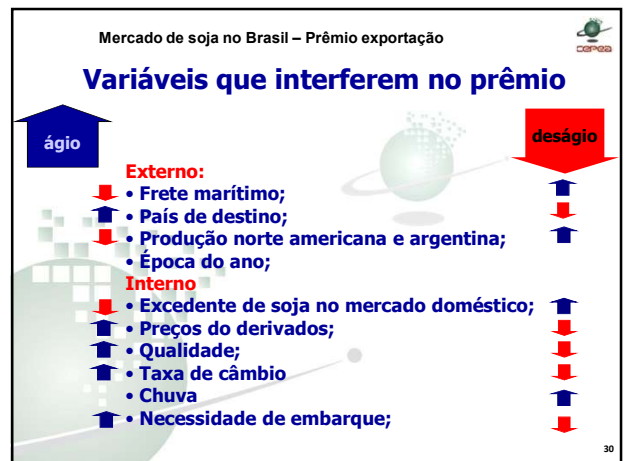 Mercado de soja no Brasil – Prêmio exportação
CEPEA
Variáveis que interferem no prêmio
ágio
deságio
Externo:
• Frete marítimo;
• País de destino;
• Produção norte americana e argentina;
• Época do ano;
Interno
• Excedente de soja no mercado doméstico;
• Preços do derivados;
• Qualidade;
• Taxa de câmbio
• Chuva
• Necessidade de embarque;
30